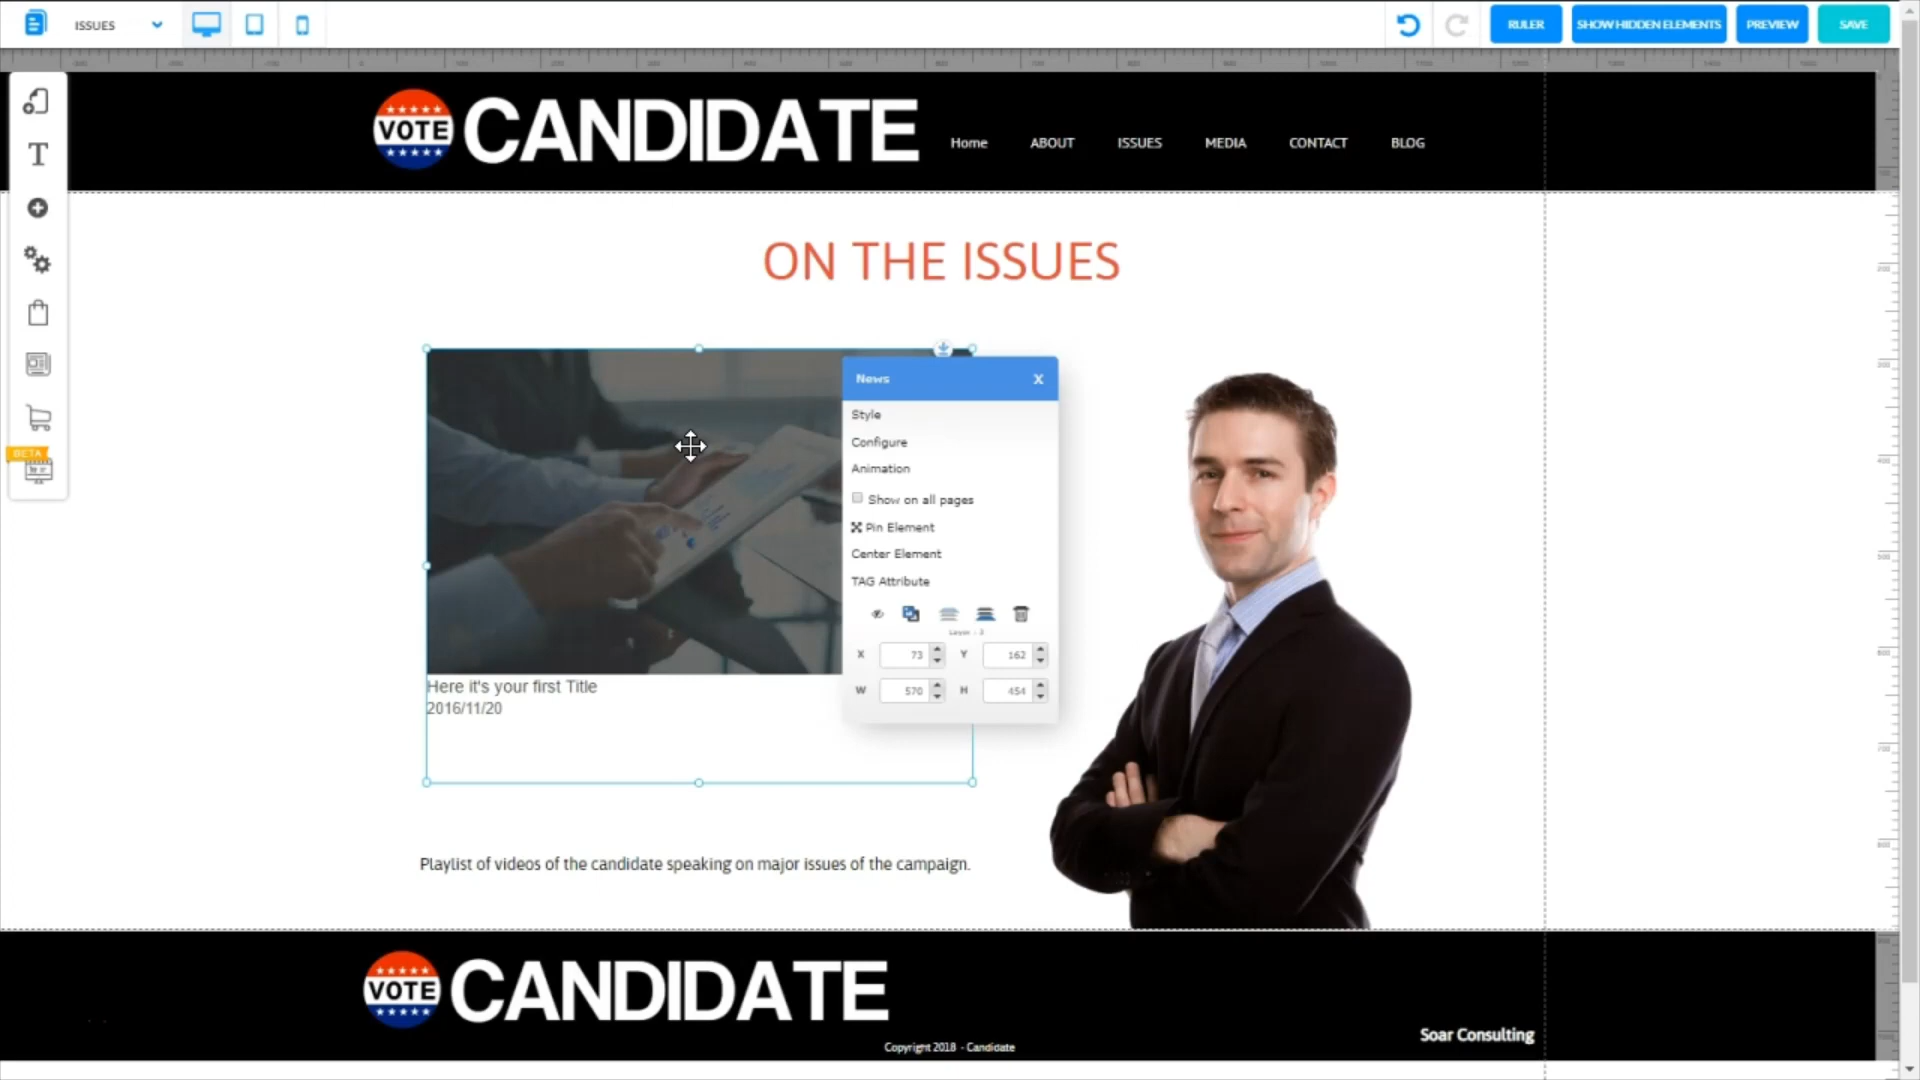 ISSUES
RULER
SHOW HIDDEN ELEMENTS
PREVIEW
SAVE
VOTE
CANDIDATE
Home
ABOUT
ISSUES
MEDIA
CONTACT
BLOG
ON THE ISSUES
News
X
Style
Configure
Animation
Show on all pages
Pin Element
Center Element
TAG Attribute
Layer : 3
X 73 Y 162
W 570 H 454
BETA
Here it's your first Title
2016/11/20
Playlist of videos of the candidate speaking on major issues of the campaign.
VOTE
CANDIDATE
Soar Consulting
Copyright 2018 - Candidate